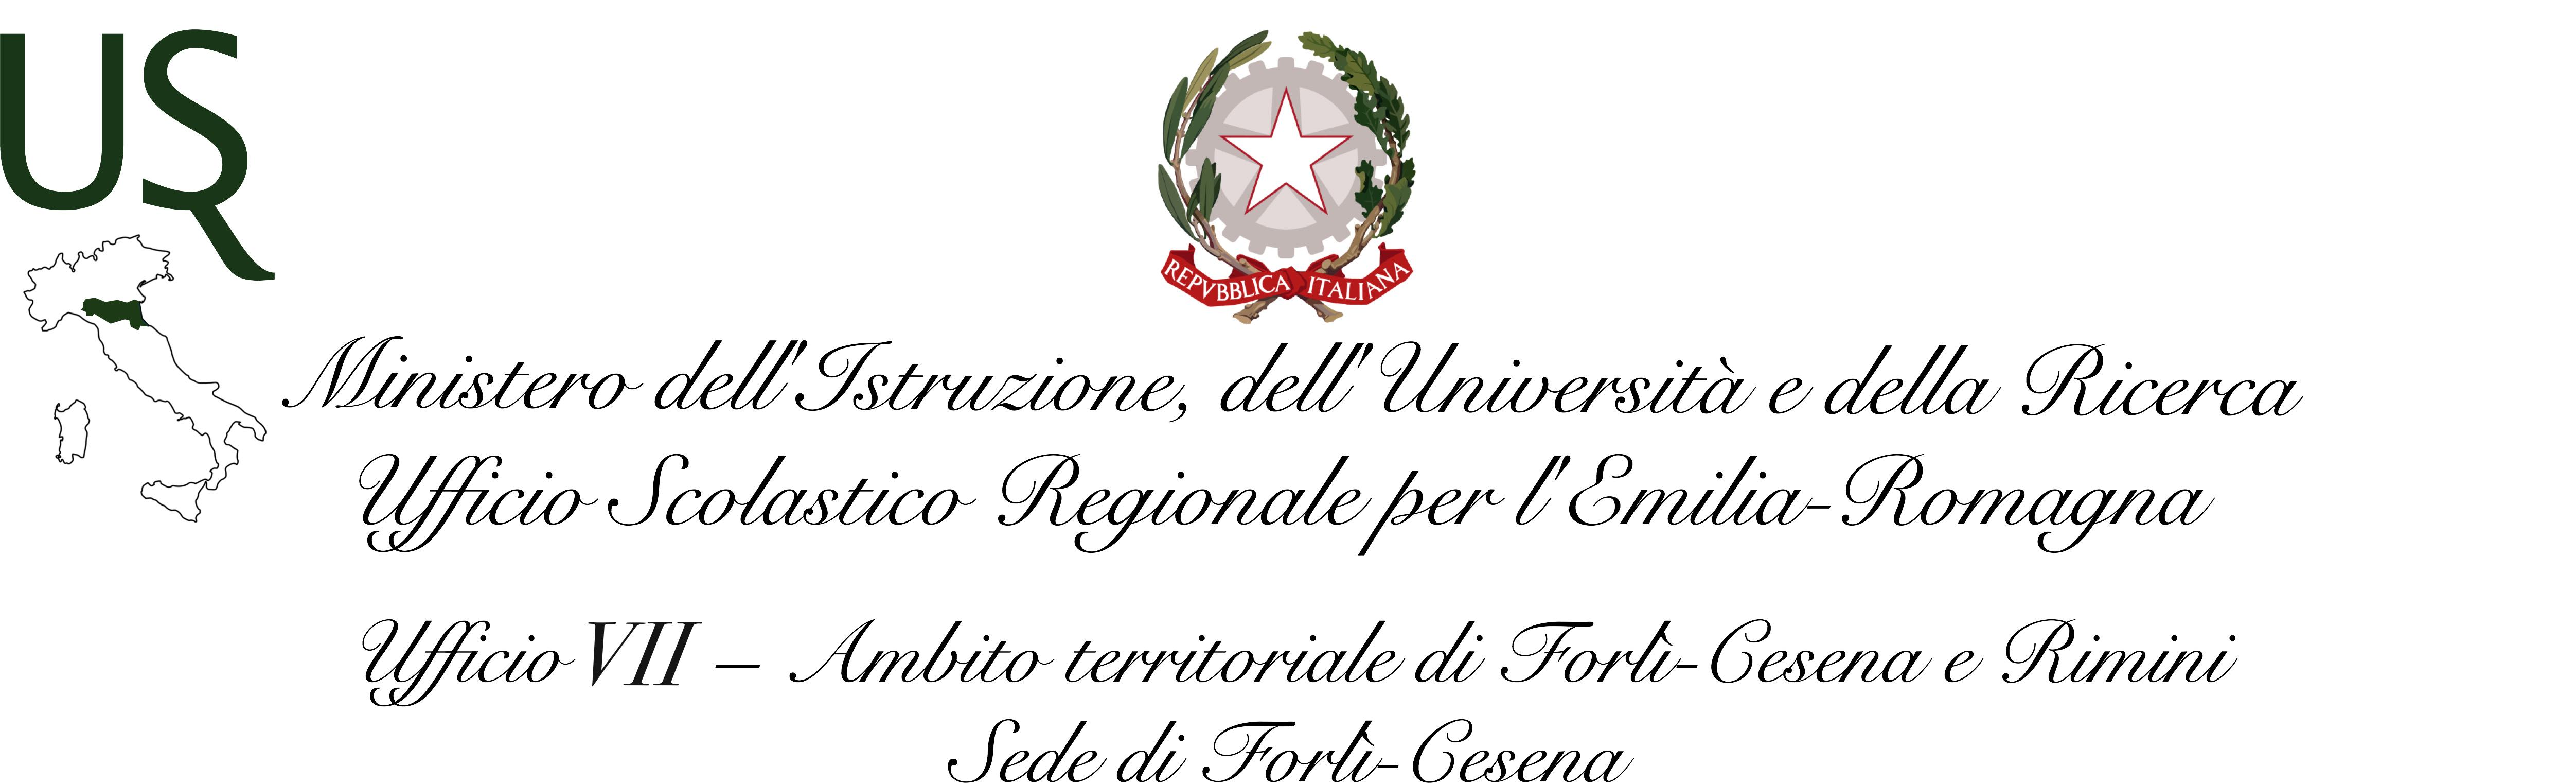 USR
REPVBBLICA ITALIANA
Ministero dell'Istruzione, dell'Università e della Ricerca
Ufficio Scolastico Regionale per l'Emilia-Romagna
Ufficio VII – Ambito territoriale di Forlì-Cesena e Rimini
Sede di Forlì-Cesena